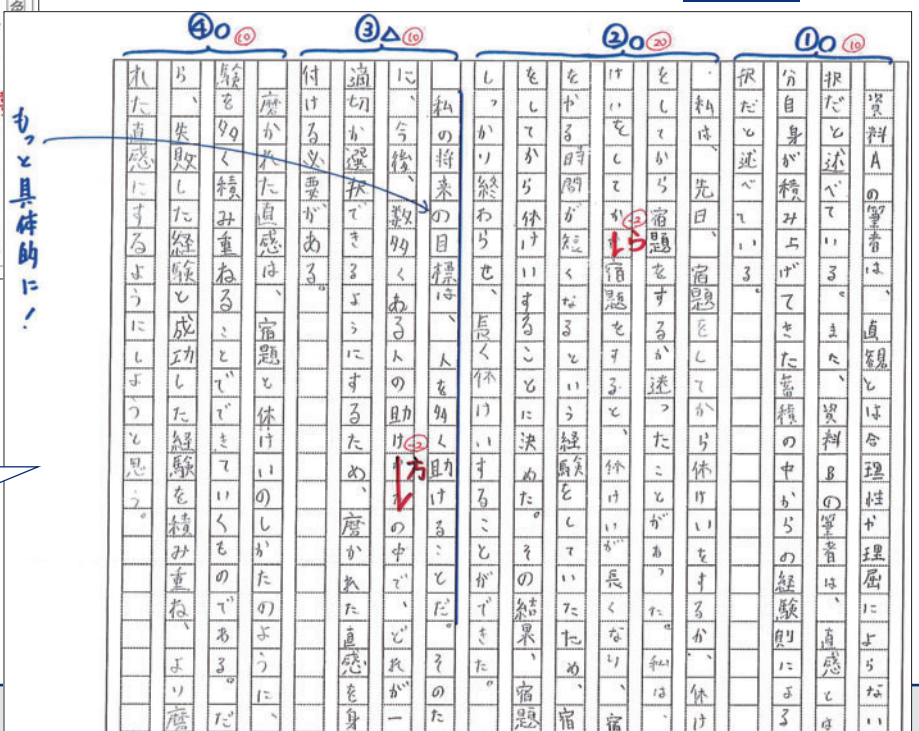 ①○⑩
②○⑳
③△⑩
④○⑩
資料Aの筆者は、直観とは合理性や理屈によらない
択だと述べている。また、資料Bの筆者は、直感とは
分自身が積み上げてきた蓄積の中からの経験則による
択だと述べている。
私は、先日、宿題をしてから休けいをするか、休け
をしてから宿題をするか迷ったことがあった。私は
けいをしてから宿題をすると、休けいが長くなり、宿
-2
ら
をやる時間が短くなるという経験をしていたため、宿
をしてから休けいすることに決めた。その結果、宿題
しっかり終わらせ、長く休けいすることができた。
私の将来の目標は、人を多く助けることだ。そのた
に、今後、数多くある人の助けの中で、どれが一
-2
方
適切か選択できるようにするため、磨かれた直感を身
付ける必要がある。
磨かれた直感は、宿題と休けいのしかたのように、
験を多く積み重ねることでできていくものである。だ
ら、失敗した経験と成功した経験を積み重ね、より磨
れた直感にするようにしようと思う。
もっと具体的に！